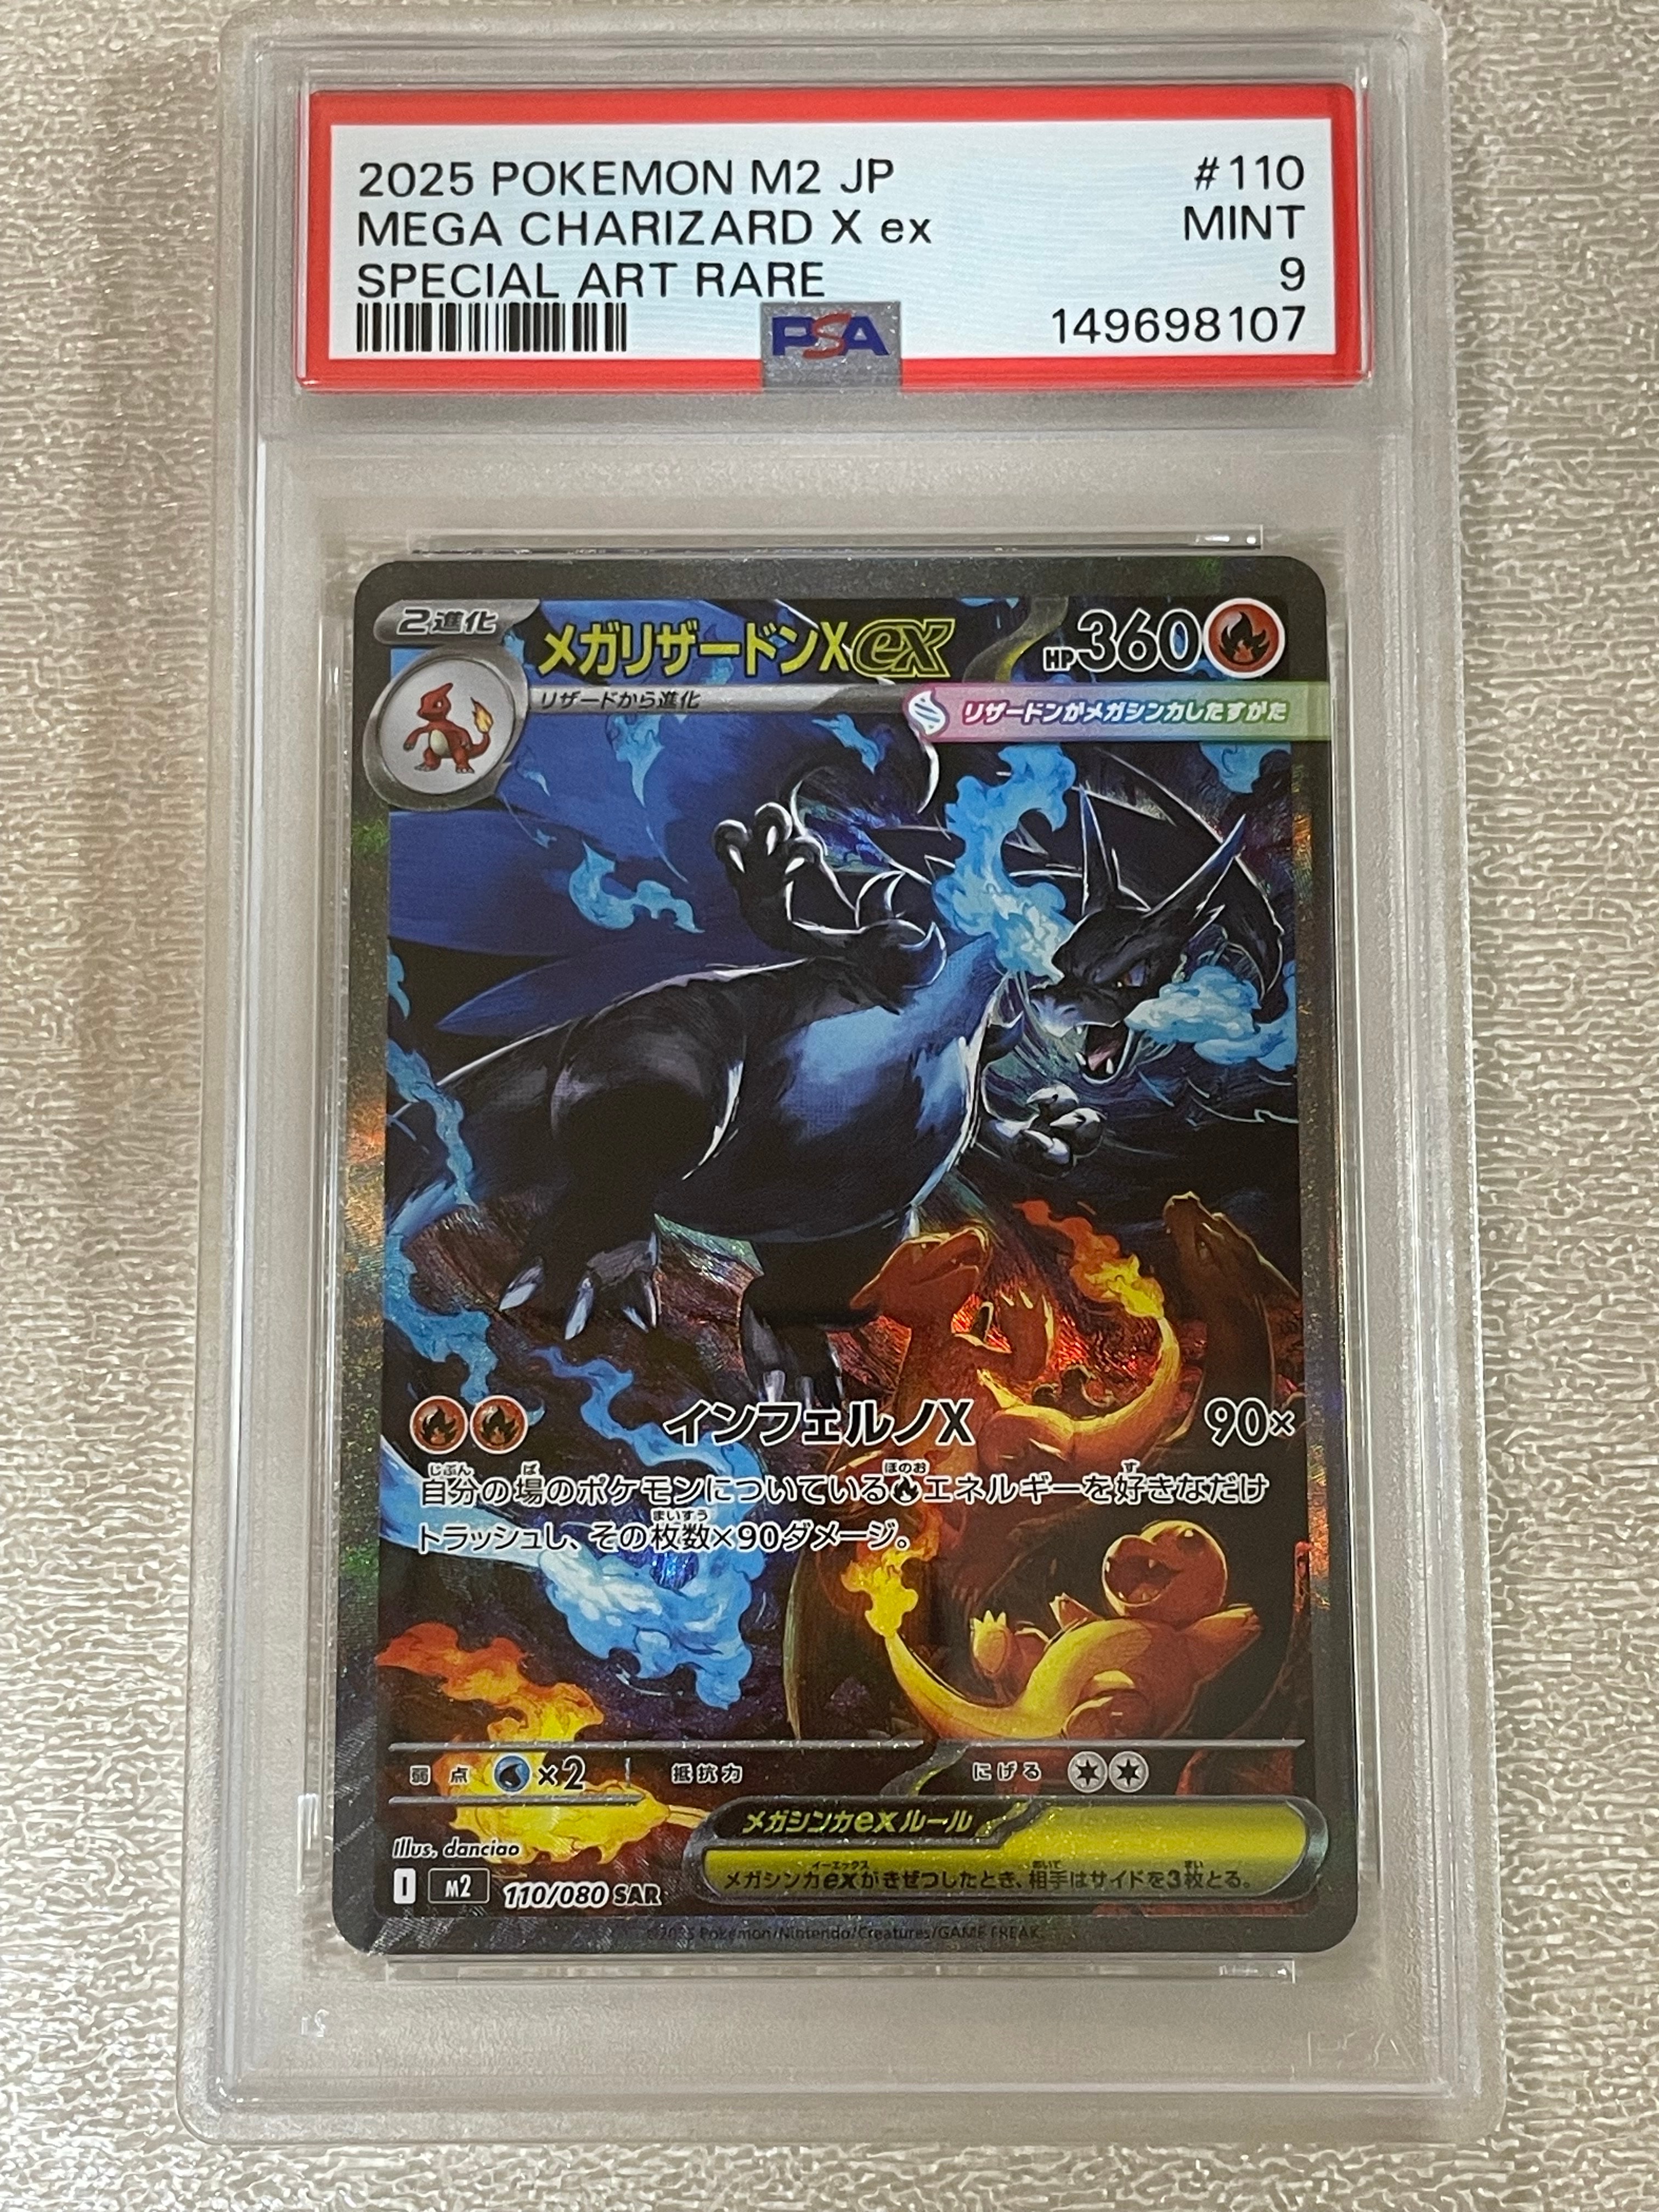 2025 POKEMON M2 JP #110
MEGA CHARIZARD X ex MINT
SPECIAL ART RARE 9
PSA 149698107
2進化 メガリザードンXex HP360
リザードから進化
リザードンがメガシンカしたすがた
インフェルノX 90×
自分の場のポケモンについているエネルギーを好きなだけ
トラッシュし、その枚数×90ダメージ。
弱点 ×2 抵抗力 にげる
メガシンカexルール
メガシンカexがきぜつしたとき、相手はサイドを3枚とる。
Illus. danciao
I M2 110/080 SAR
©2025 Pokémon/Nintendo/Creatures/GAME FREAK.